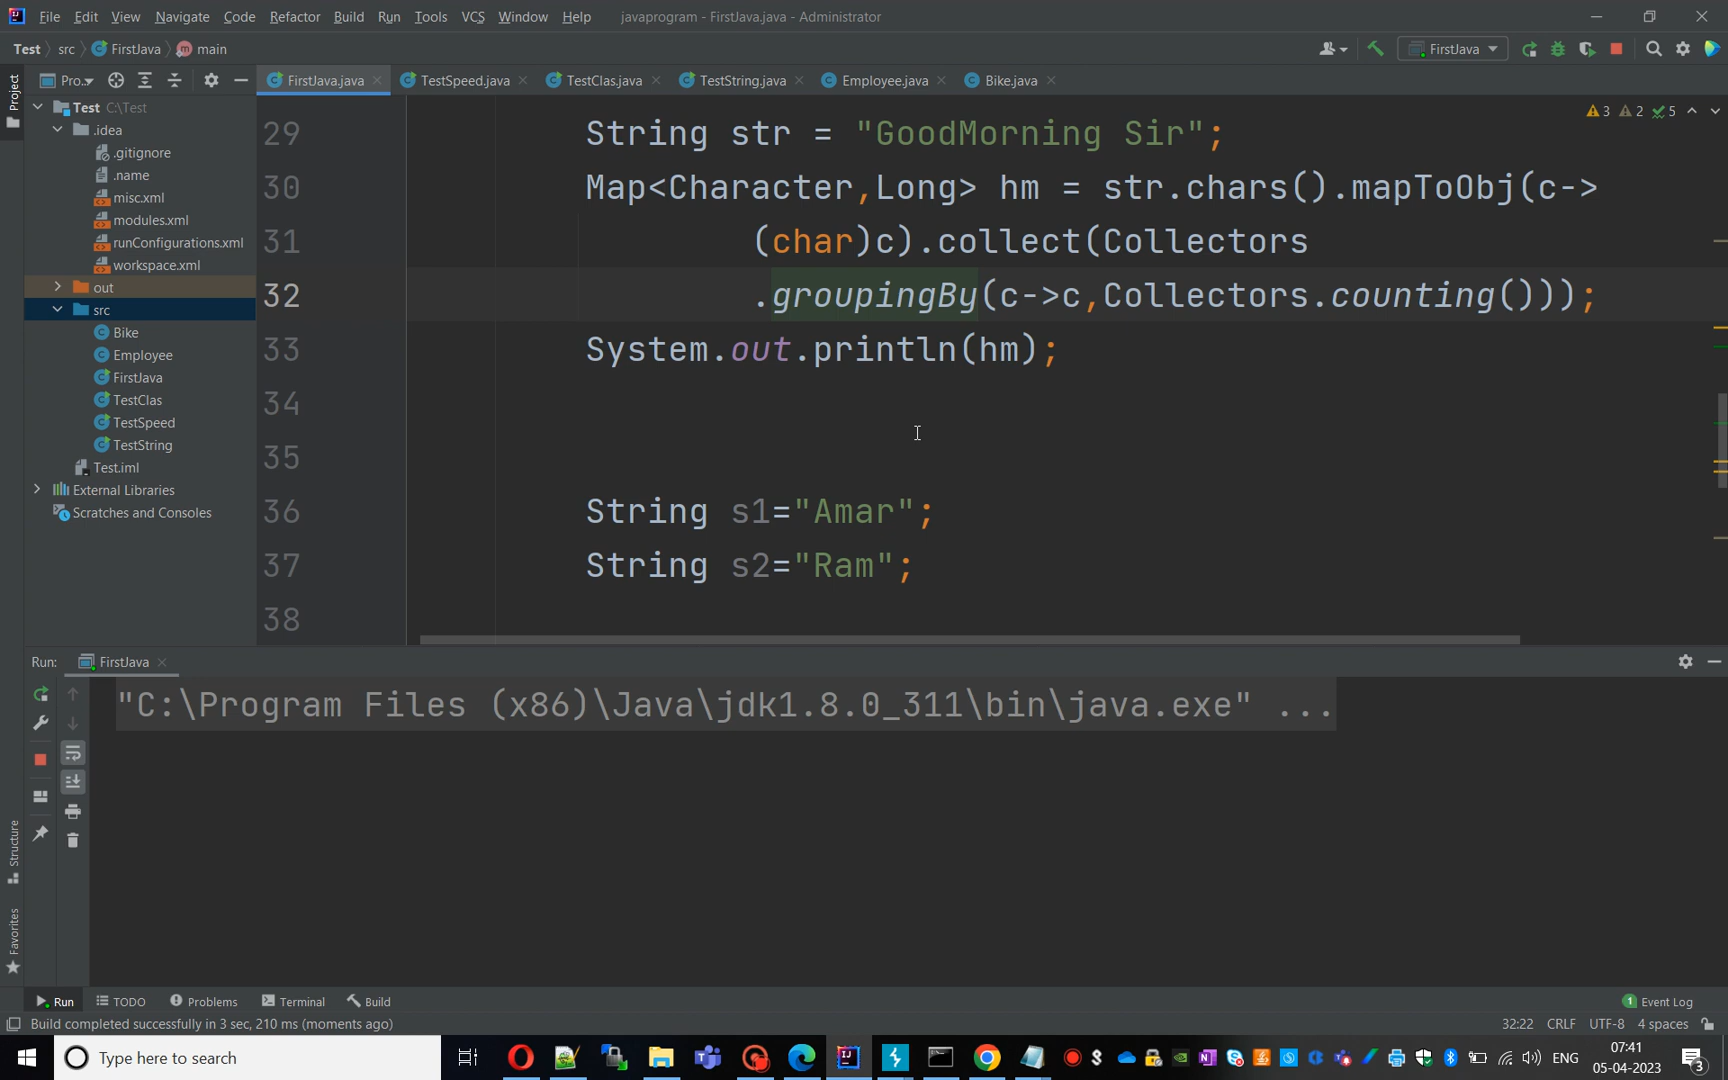 File Edit View Navigate Code Refactor Build Run Tools VCS Window Help javaprogram - FirstJava.java - Administrator
Test src FirstJava main FirstJava
Pro... FirstJava.java TestSpeed.java TestClas.java TestString.java Employee.java Bike.java
Project
Test C:\Test
.idea
.gitignore
.name
misc.xml
modules.xml
runConfigurations.xml
workspace.xml
out
src
Bike
Employee
FirstJava
TestClas
TestSpeed
TestString
Test.iml
External Libraries
Scratches and Consoles
3 2 5
29 String str = "GoodMorning Sir";
30 Map<Character,Long> hm = str.chars().mapToObj(c->
31 (char)c).collect(Collectors
32 .groupingBy(c->c,Collectors.counting()));
33 System.out.println(hm);
34
35
36 String s1="Amar";
37 String s2="Ram";
38
Run: FirstJava
"C:\Program Files (x86)\Java\jdk1.8.0_311\bin\java.exe" ...
Structure
Favorites
Run TODO Problems Terminal Build 1 Event Log
Build completed successfully in 3 sec, 210 ms (moments ago) 32:22 CRLF UTF-8 4 spaces
Type here to search ENG 07:41
05-04-2023 3